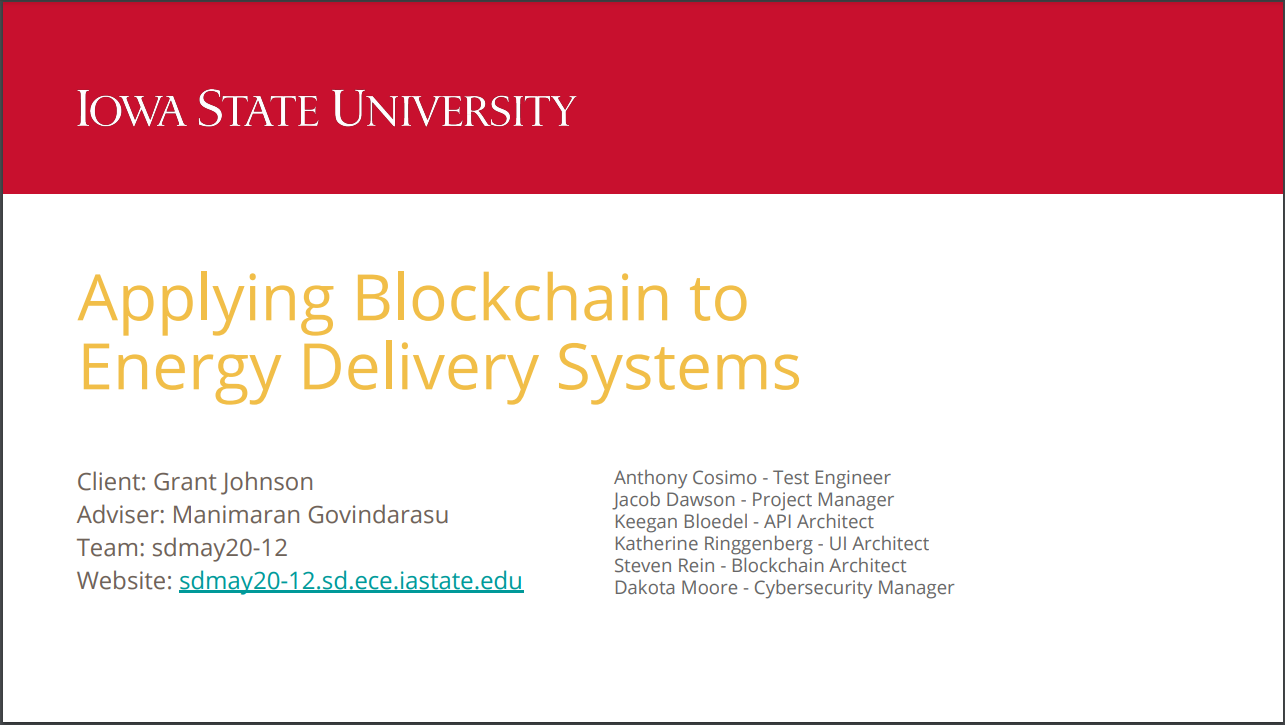 IOWA STATE UNIVERSITY
Applying Blockchain to
Energy Delivery Systems
Client: Grant Johnson
Adviser: Manimaran Govindarasu
Team: sdmay20-12
Website: sdmay20-12.sd.ece.iastate.edu
Anthony Cosimo - Test Engineer
Jacob Dawson - Project Manager
Keegan Bloedel - API Architect
Katherine Ringgenberg - UI Architect
Steven Rein - Blockchain Architect
Dakota Moore - Cybersecurity Manager